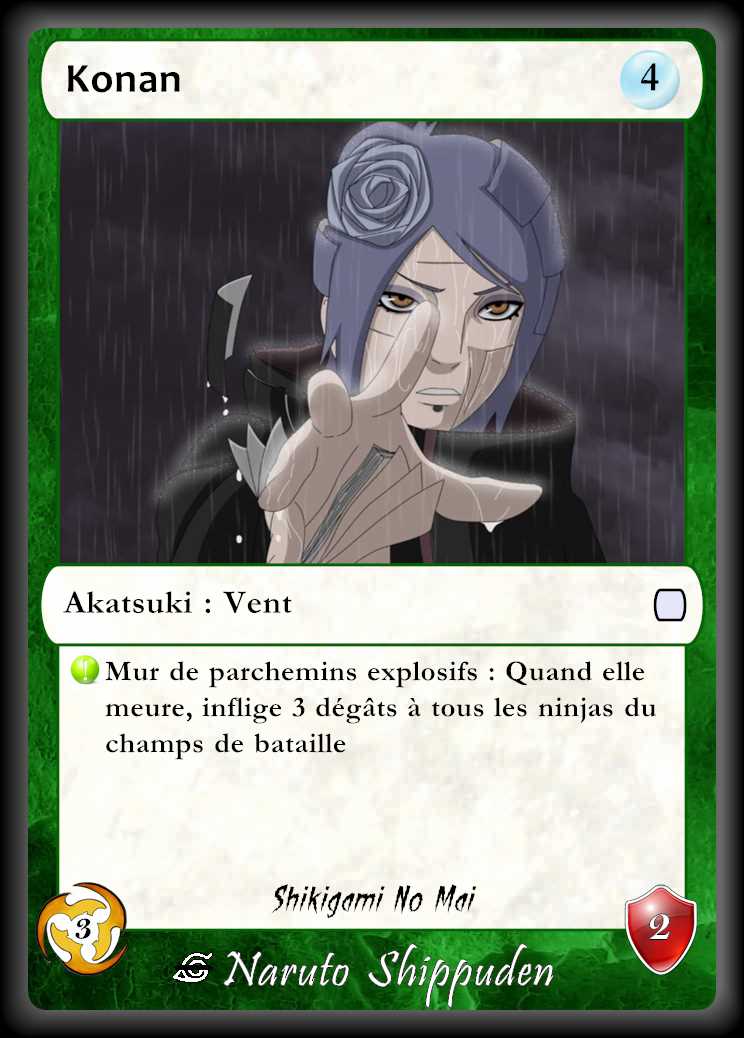 Konan
4
Akatsuki : Vent
Mur de parchemins explosifs : Quand elle
meure, inflige 3 dégâts à tous les ninjas du
champs de bataille
Shikigami No Mai
3
2
Naruto Shippuden